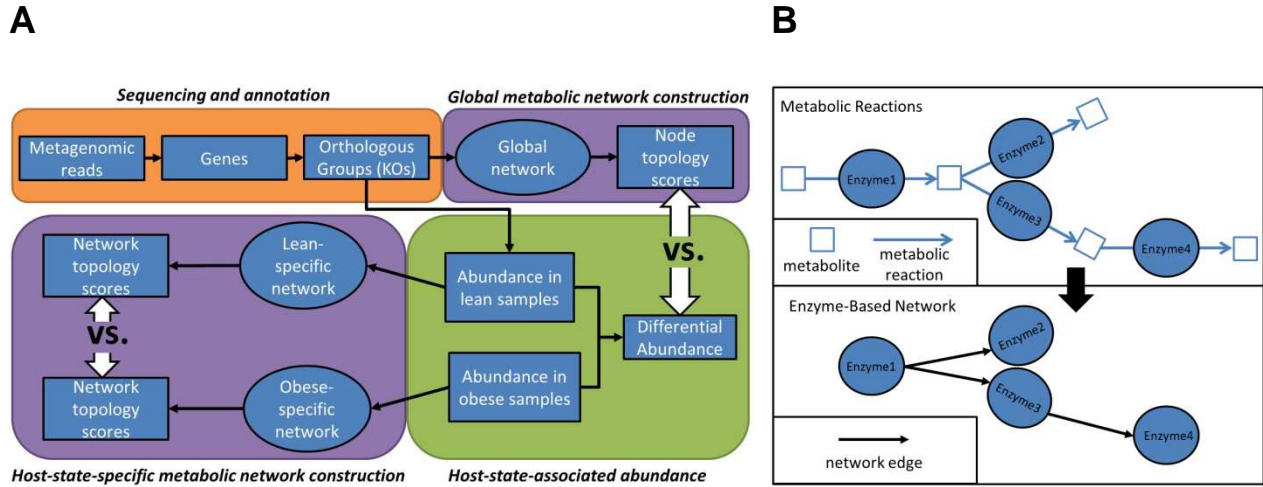 A
B
Sequencing and annotation
Global metabolic network construction
Metagenomic
reads
Genes
Orthologous
Groups (KOs)
Global
network
Node
topology
scores
Network
topology
scores
Lean-
specific
network
Abundance in
lean samples
vs.
vs.
Differential
Abundance
Network
topology
scores
Obese-
specific
network
Abundance in
obese samples
Host-state-specific metabolic network construction
Host-state-associated abundance
Metabolic Reactions
Enzyme1
Enzyme2
Enzyme3
Enzyme4
metabolite
metabolic
reaction
Enzyme-Based Network
Enzyme1
Enzyme2
Enzyme3
Enzyme4
network edge